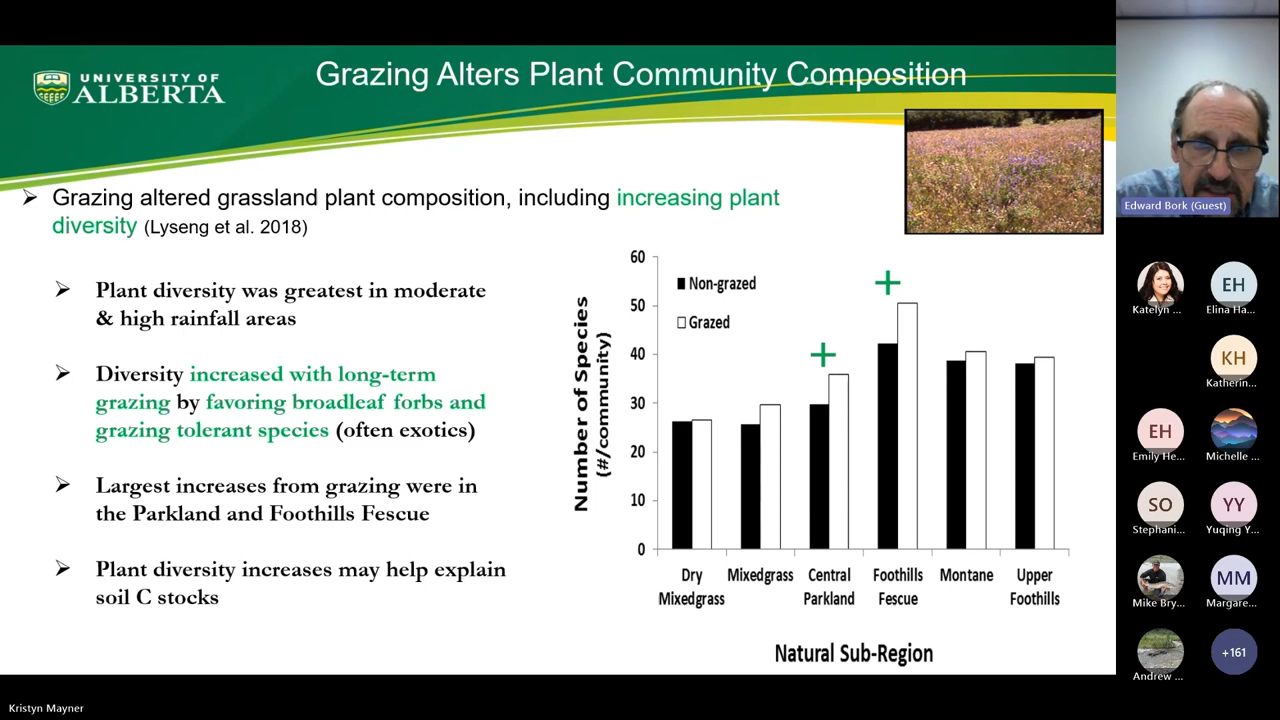 UNIVERSITY OF
ALBERTA
Grazing Alters Plant Community Composition
➢ Grazing altered grassland plant composition, including increasing plant
diversity (Lyseng et al. 2018)
➢ Plant diversity was greatest in moderate
& high rainfall areas
➢ Diversity increased with long-term
grazing by favoring broadleaf forbs and
grazing tolerant species (often exotics)
➢ Largest increases from grazing were in
the Parkland and Foothills Fescue
➢ Plant diversity increases may help explain
soil C stocks
Number of Species
(#/community)
60
50
40
30
20
10
0
Non-grazed
Grazed
+
+
Dry
Mixedgrass
Mixedgrass
Central
Parkland
Foothills
Fescue
Montane
Upper
Foothills
Natural Sub-Region
Edward Bork (Guest)
Katelyn ...
EH
Elina Ha...
KH
Katherin...
EH
Emily He...
Michelle ...
SO
Stephani...
YY
Yuqing Y...
Mike Bry...
MM
Margare...
Andrew ...
+161
Kristyn Mayner